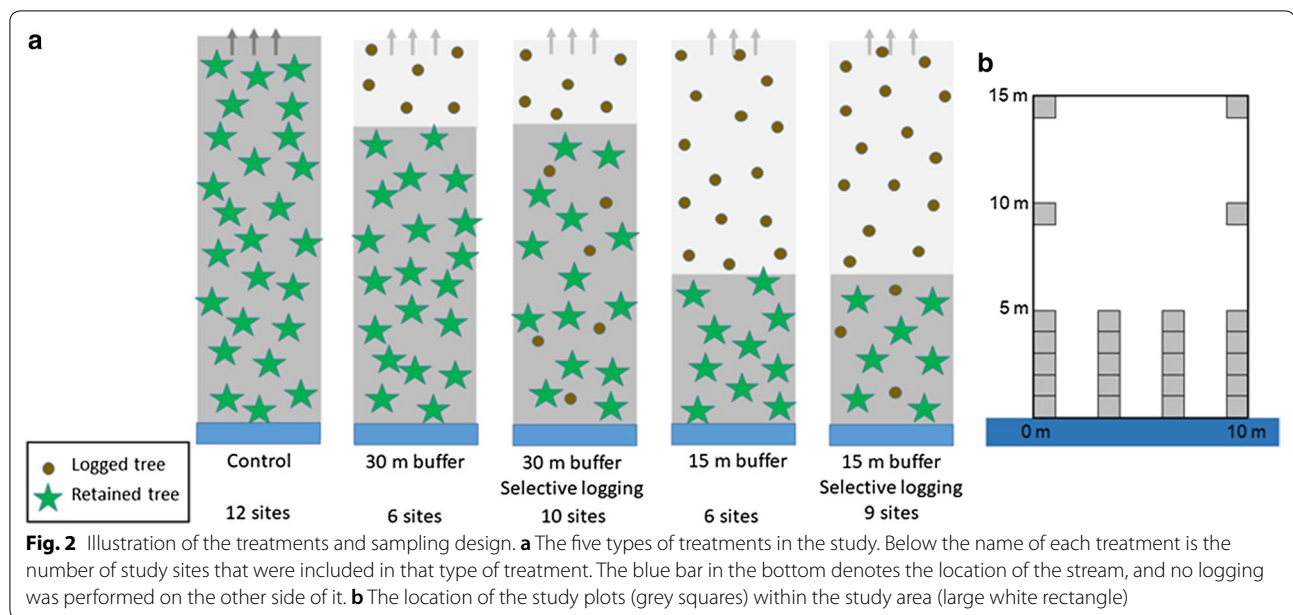 a
b
15 m
10 m
5 m
0 m
10 m
Logged tree
Retained tree
Control
12 sites
30 m buffer
6 sites
30 m buffer
Selective logging
10 sites
15 m buffer
6 sites
15 m buffer
Selective logging
9 sites
Fig. 2 Illustration of the treatments and sampling design. a The five types of treatments in the study. Below the name of each treatment is the
number of study sites that were included in that type of treatment. The blue bar in the bottom denotes the location of the stream, and no logging
was performed on the other side of it. b The location of the study plots (grey squares) within the study area (large white rectangle)